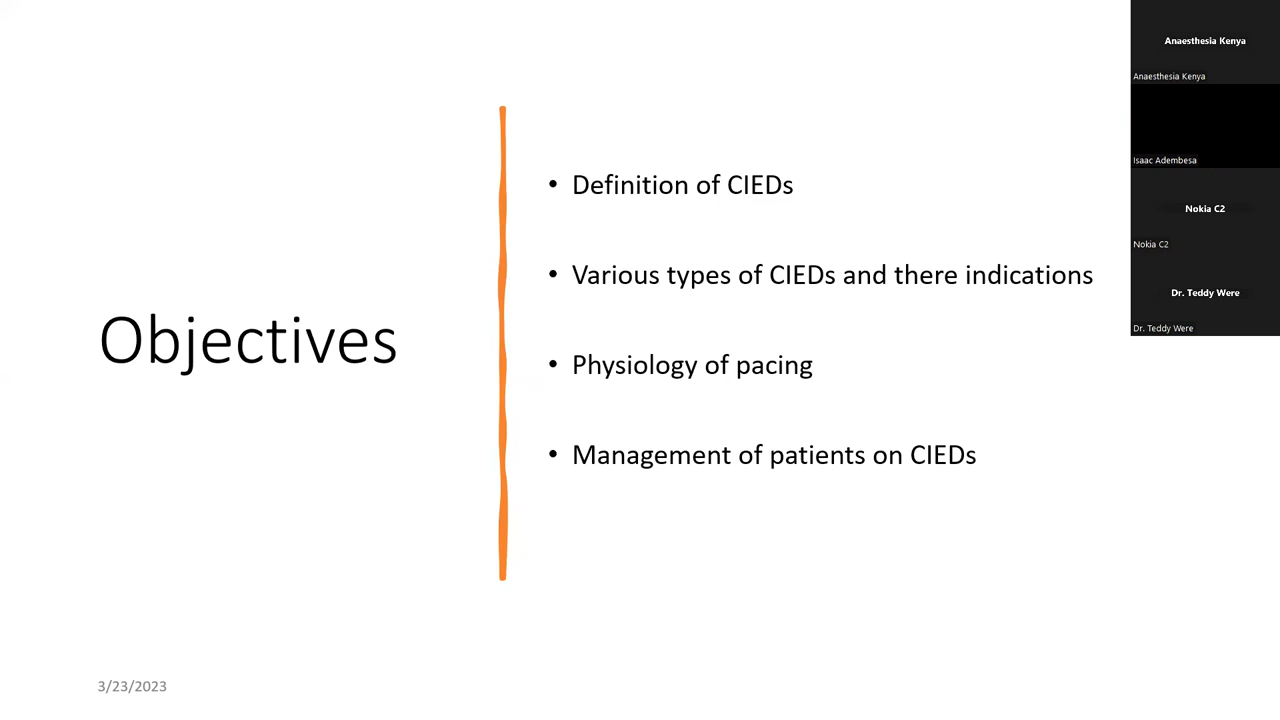 Objectives
• Definition of CIEDs
• Various types of CIEDs and there indications
• Physiology of pacing
• Management of patients on CIEDs
3/23/2023
Anaesthesia Kenya
Anaesthesia Kenya
Isaac Adembesa
Nokia C2
Nokia C2
Dr. Teddy Were
Dr. Teddy Were